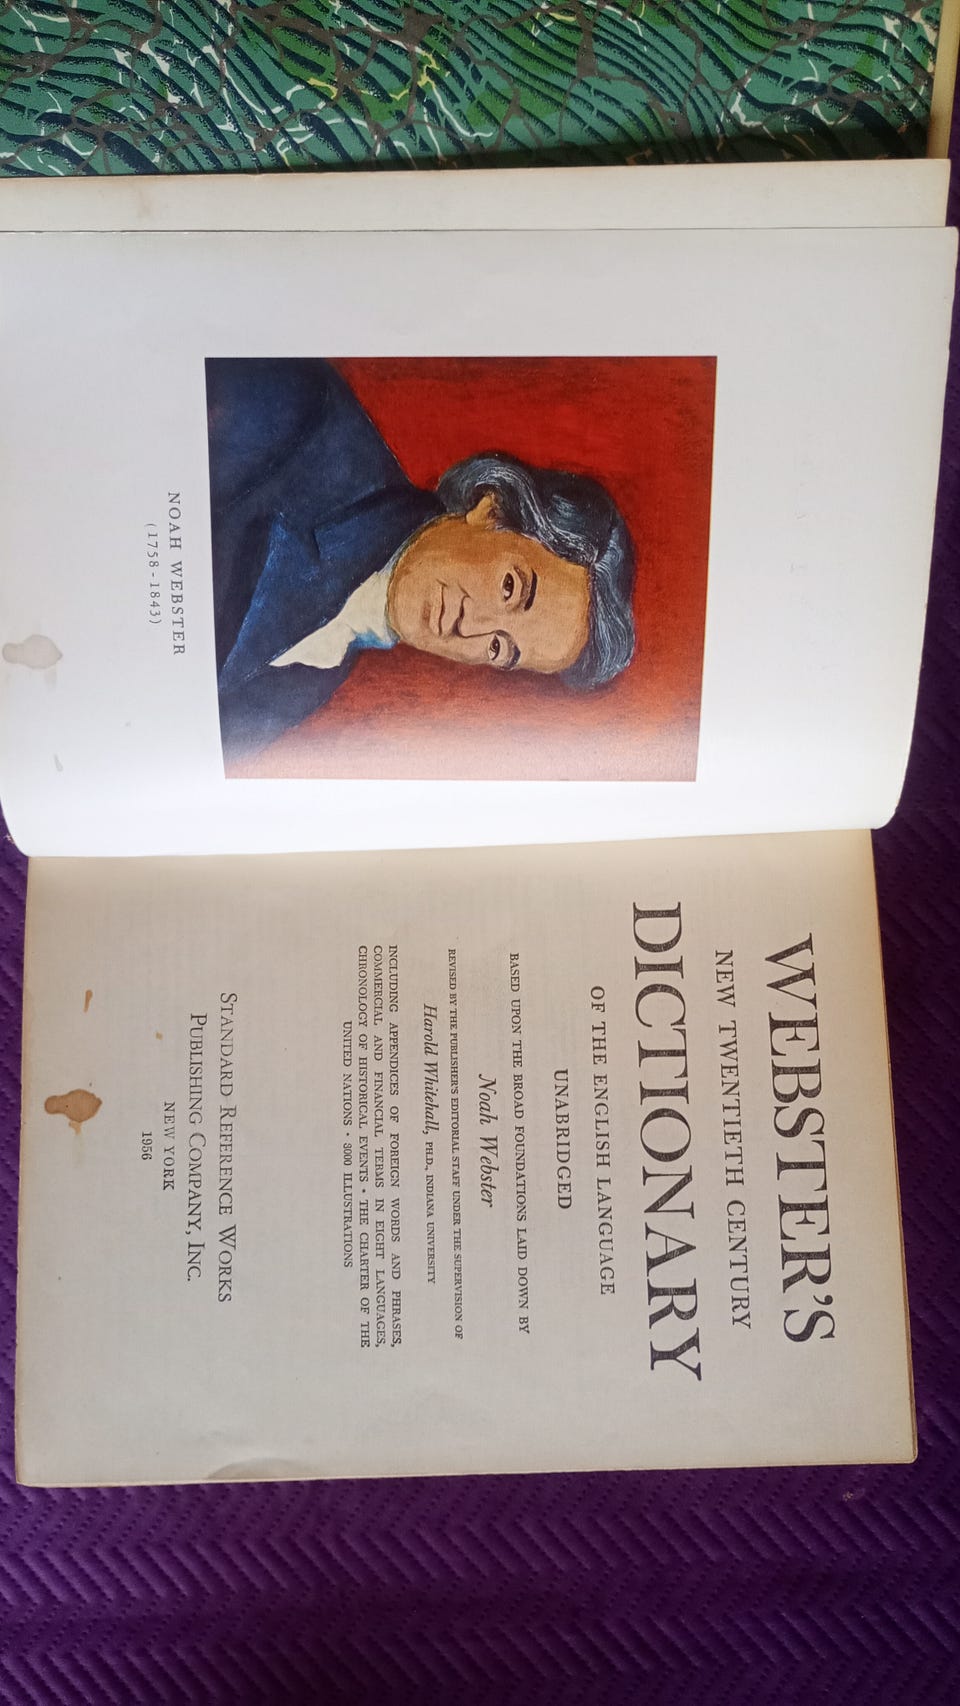 NOAH WEBSTER
(1758-1843)
WEBSTER'S
NEW TWENTIETH CENTURY
DICTIONARY
OF THE ENGLISH LANGUAGE
UNABRIDGED
BASED UPON THE BROAD FOUNDATIONS LAID DOWN BY
Noah Webster
REVISED BY THE PUBLISHER'S EDITORIAL STAFF UNDER THE SUPERVISION OF
Harold Whitehall, PH.D., INDIANA UNIVERSITY
INCLUDING APPENDICES OF FOREIGN WORDS AND PHRASES,
COMMERCIAL AND FINANCIAL TERMS IN EIGHT LANGUAGES,
CHRONOLOGY OF HISTORICAL EVENTS • THE CHARTER OF THE
UNITED NATIONS • 3000 ILLUSTRATIONS
STANDARD REFERENCE WORKS
PUBLISHING COMPANY, INC.
NEW YORK
1956